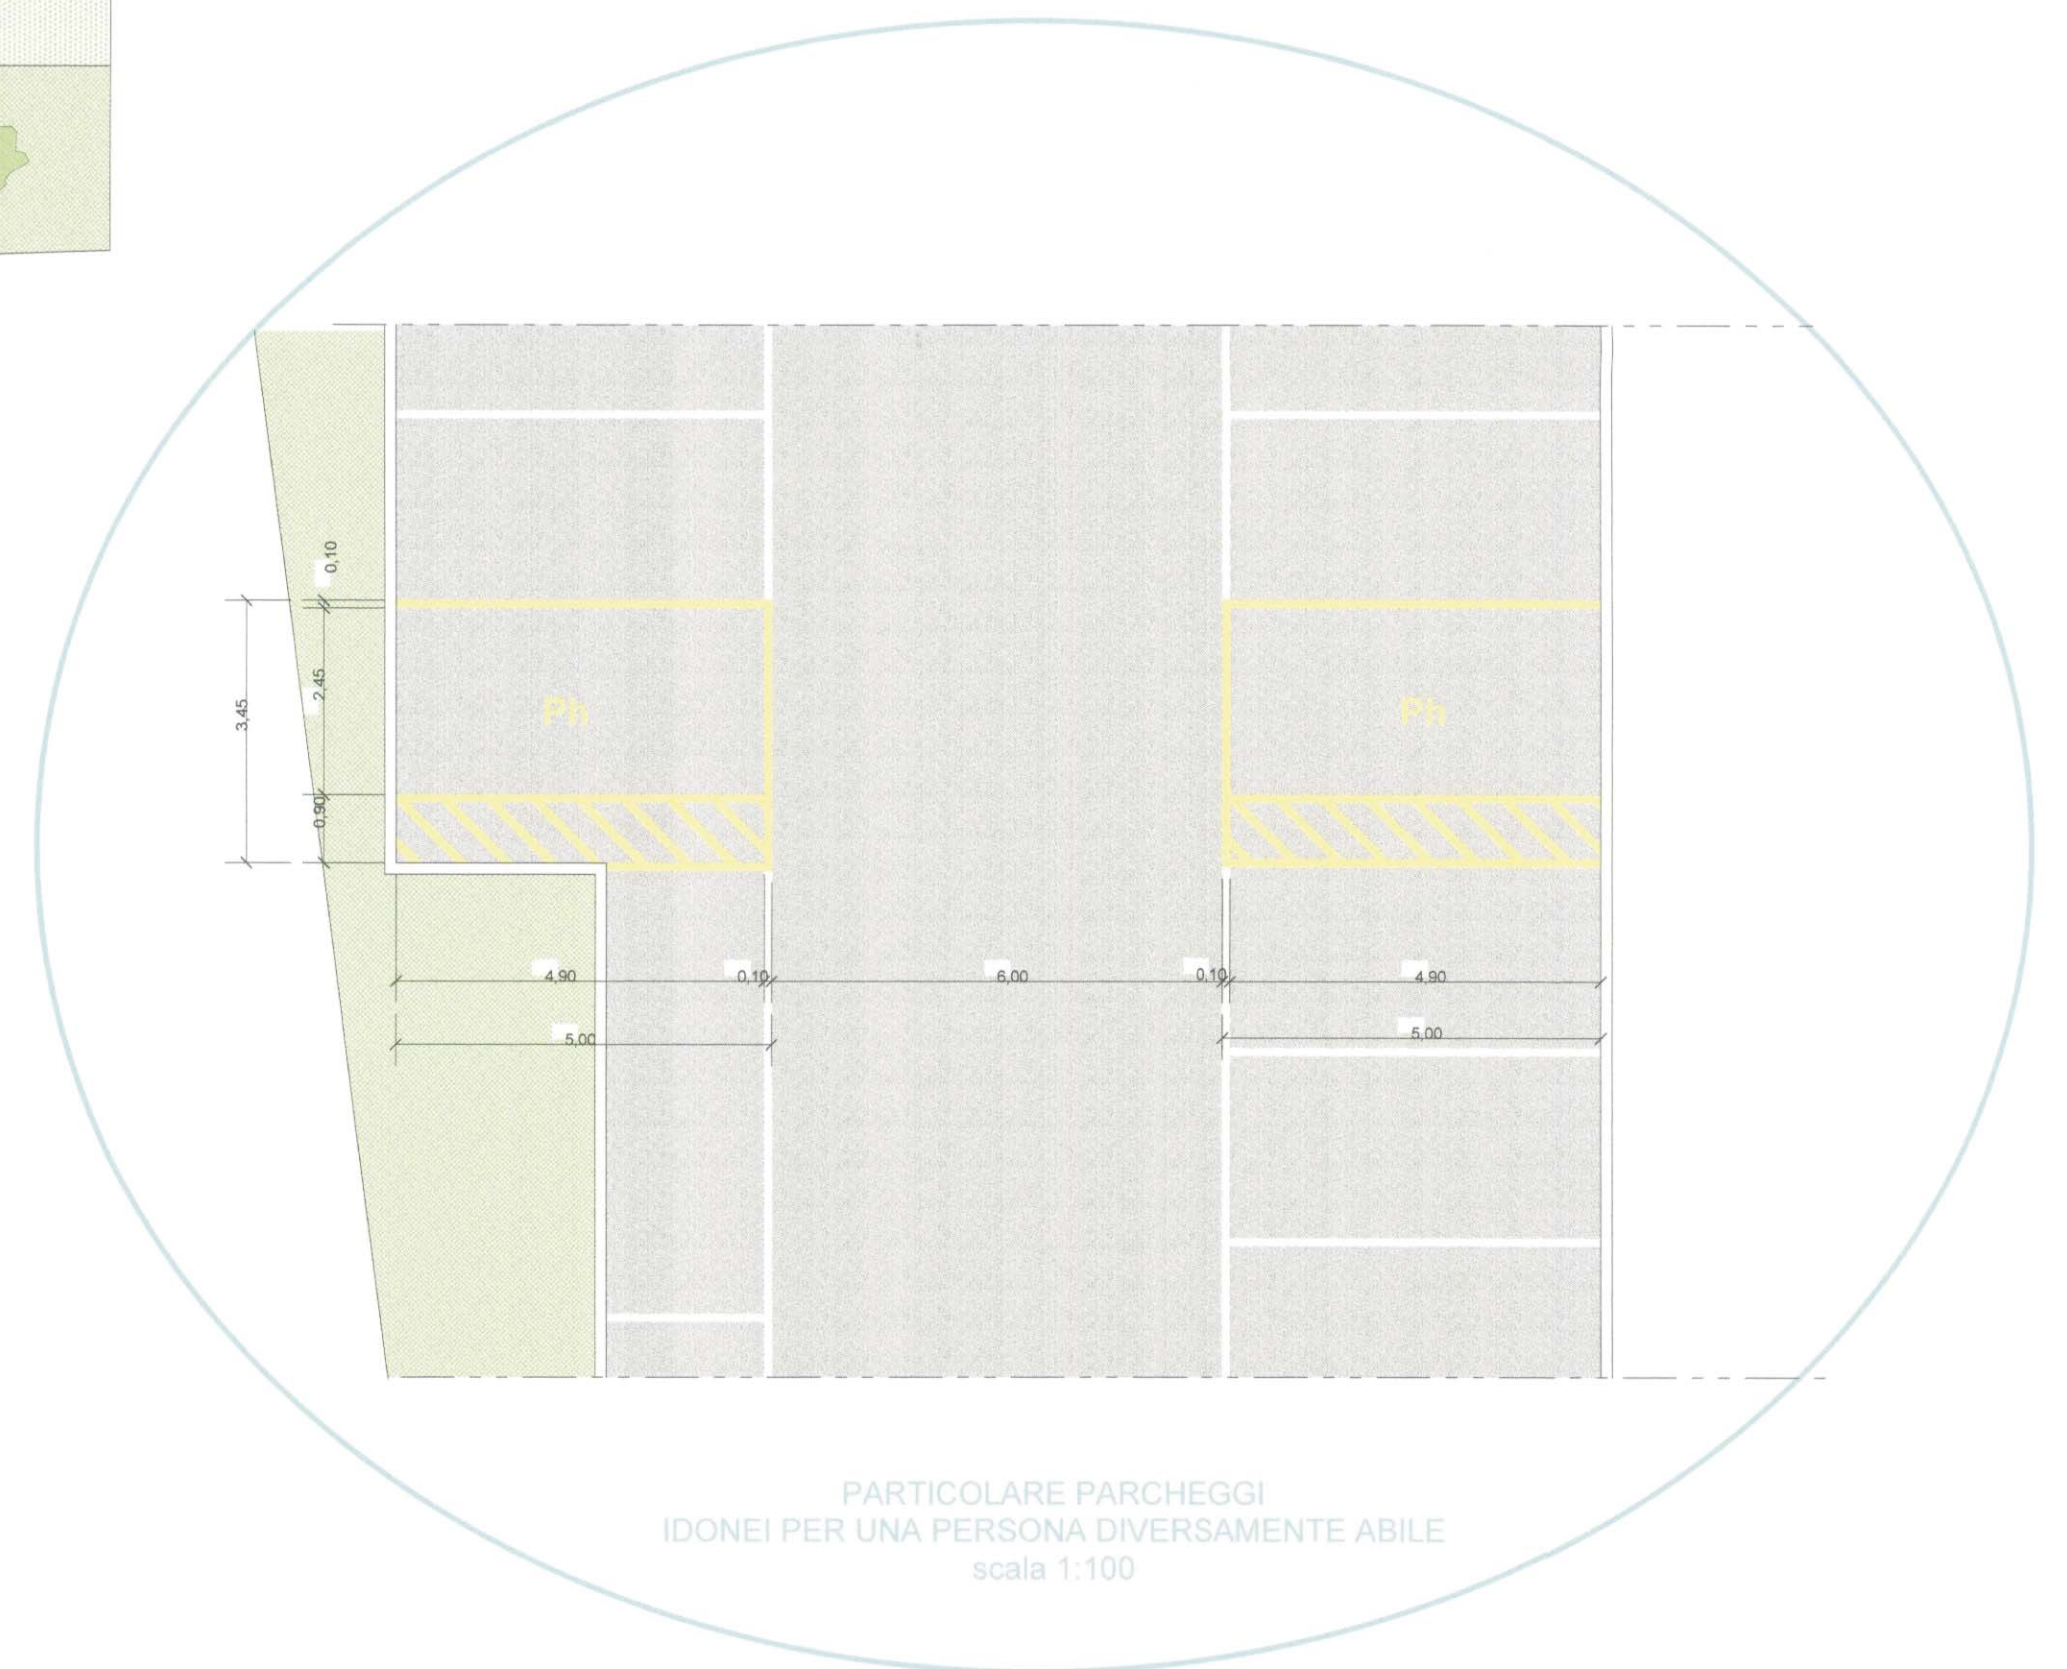 0,10
2,45
3,45
0,90
Ph
Ph
4,90
0,10
6,00
0,10
4,90
5,00
5,00
PARTICOLARE PARCHEGGI
IDONEI PER UNA PERSONA DIVERSAMENTE ABILE
scala 1:100